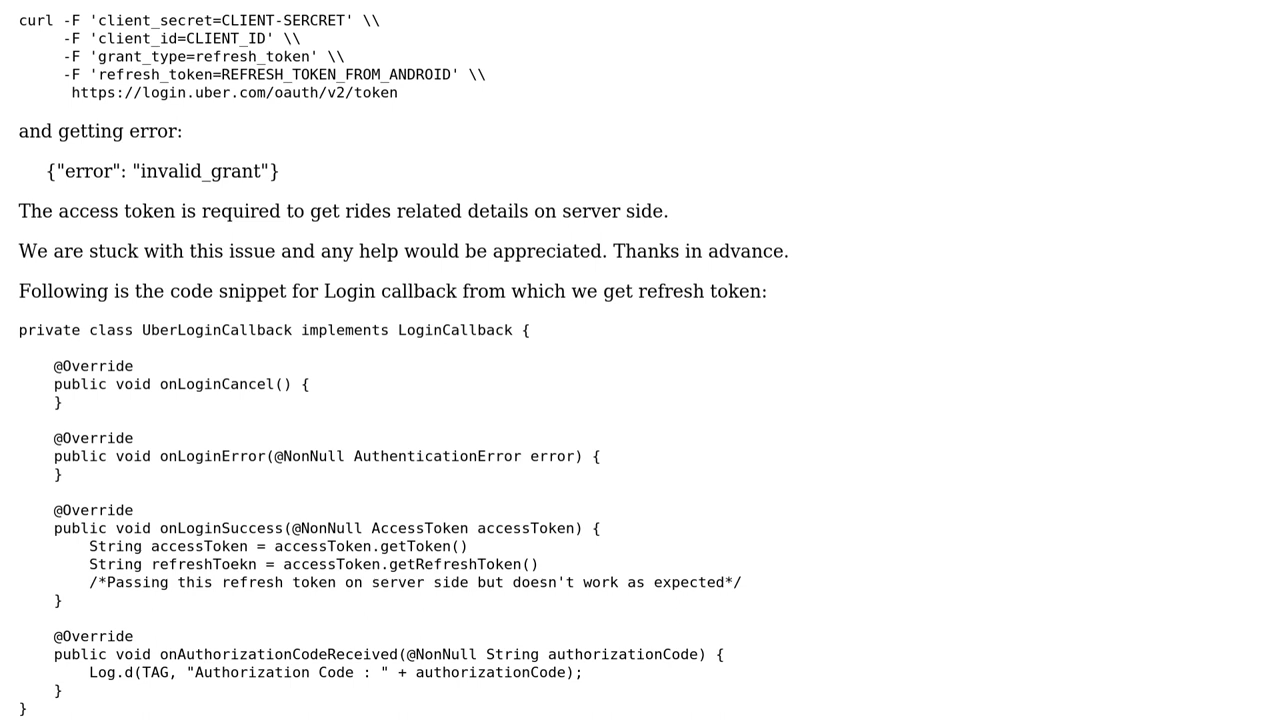 curl -F 'client_secret=CLIENT-SERCRET' \\
     -F 'client_id=CLIENT_ID' \\
     -F 'grant_type=refresh_token' \\
     -F 'refresh_token=REFRESH_TOKEN_FROM_ANDROID' \\
      https://login.uber.com/oauth/v2/token
and getting error:
{"error": "invalid_grant"}
The access token is required to get rides related details on server side.
We are stuck with this issue and any help would be appreciated. Thanks in advance.
Following is the code snippet for Login callback from which we get refresh token:
private class UberLoginCallback implements LoginCallback {
    @Override
    public void onLoginCancel() {
    }
    @Override
    public void onLoginError(@NonNull AuthenticationError error) {
    }
    @Override
    public void onLoginSuccess(@NonNull AccessToken accessToken) {
        String accessToken = accessToken.getToken()
        String refreshToekn = accessToken.getRefreshToken()
        /*Passing this refresh token on server side but doesn't work as expected*/
    }
    @Override
    public void onAuthorizationCodeReceived(@NonNull String authorizationCode) {
        Log.d(TAG, "Authorization Code : " + authorizationCode);
    }
}